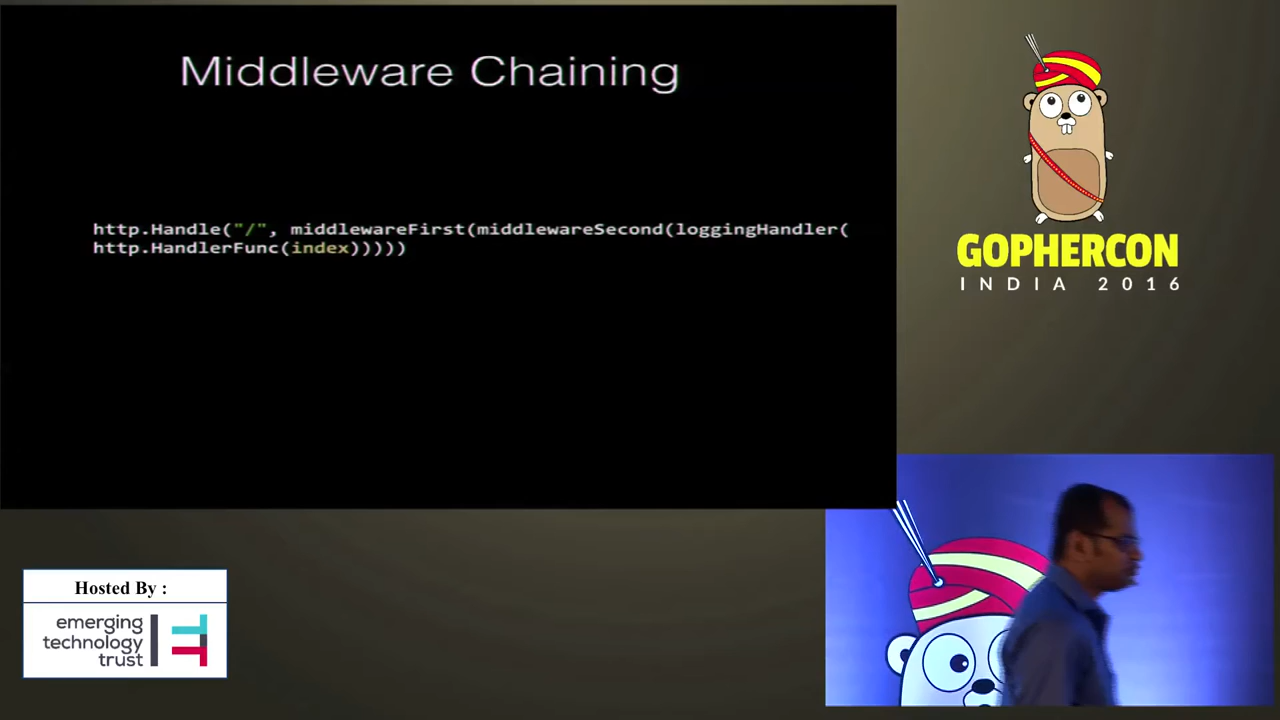 Middleware Chaining
http.Handle("/", middlewareFirst(middlewareSecond(loggingHandler(
http.HandlerFunc(index)))))
GOPHERCON
INDIA 2016
Hosted By :
emerging
technology
trust